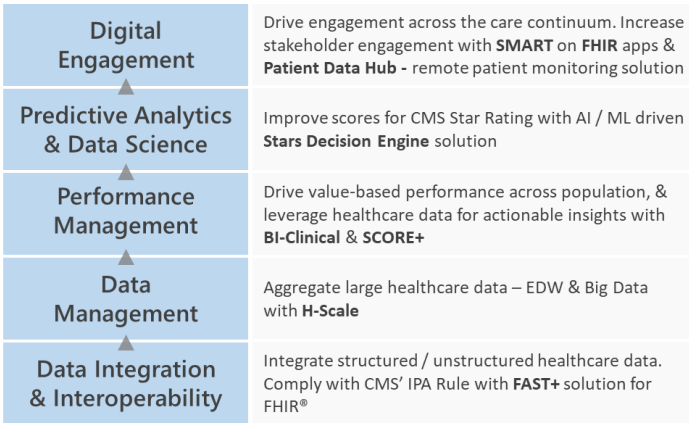 Digital
Engagement
Drive engagement across the care continuum. Increase
stakeholder engagement with SMART on FHIR apps &
Patient Data Hub - remote patient monitoring solution
Predictive Analytics
& Data Science
Improve scores for CMS Star Rating with AI / ML driven
Stars Decision Engine solution
Performance
Management
Drive value-based performance across population, &
leverage healthcare data for actionable insights with
BI-Clinical & SCORE+
Data
Management
Aggregate large healthcare data – EDW & Big Data
with H-Scale
Data Integration
& Interoperability
Integrate structured / unstructured healthcare data.
Comply with CMS’ IPA Rule with FAST+ solution for
FHIR®